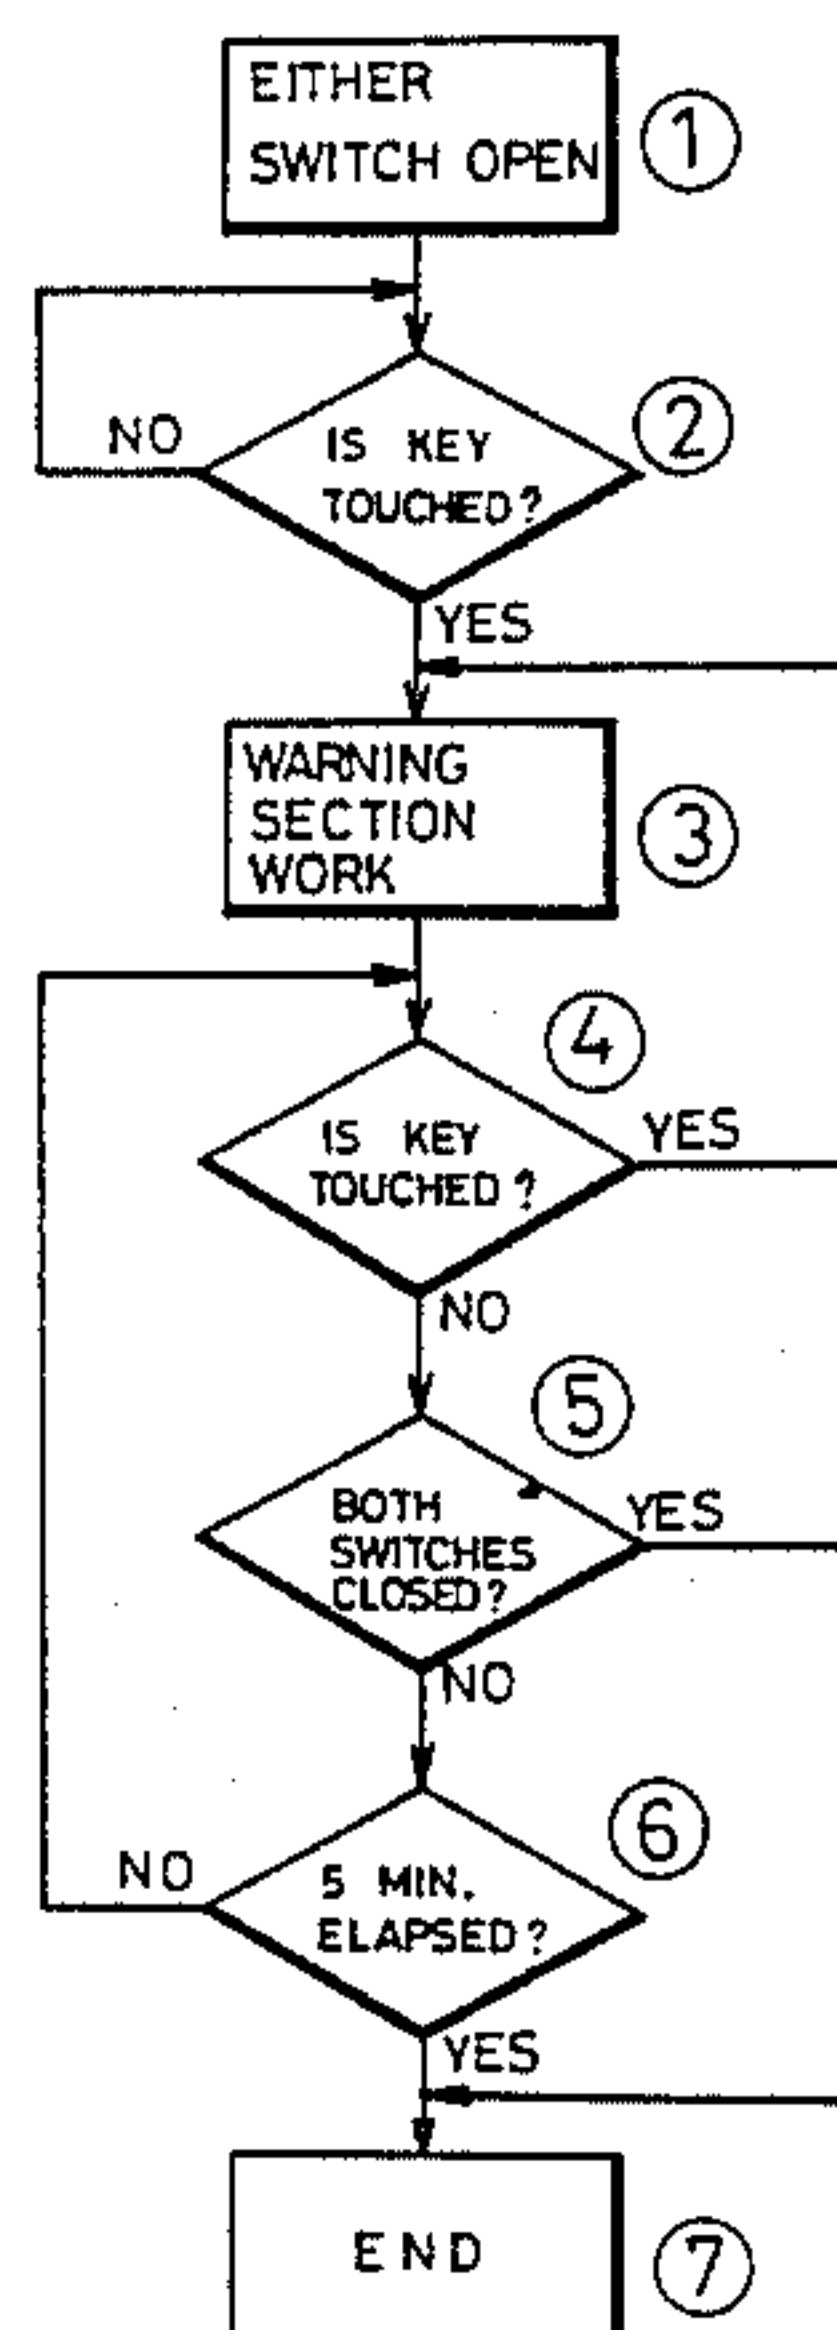 EITHER
SWITCH OPEN
1
2
NO
IS KEY
TOUCHED?
YES
WARNING
SECTION
WORK
3
4
IS KEY
TOUCHED?
YES
NO
5
BOTH
SWITCHES
CLOSED?
YES
NO
6
NO
5 MIN.
ELAPSED?
YES
END
7